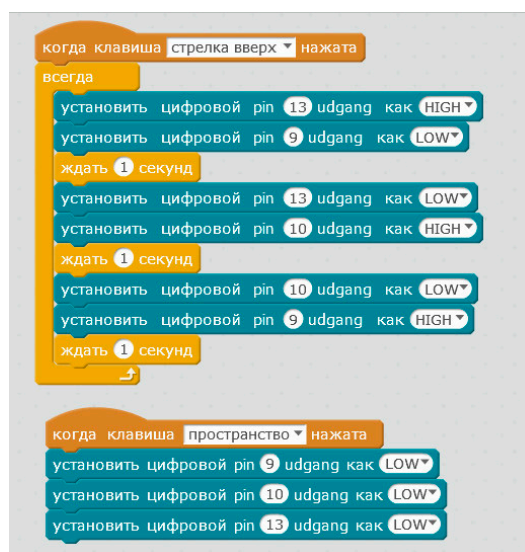 когда клавиша стрелка вверх нажата
всегда
установить цифровой pin 13 udgang как HIGH
установить цифровой pin 9 udgang как LOW
ждать 1 секунд
установить цифровой pin 13 udgang как LOW
установить цифровой pin 10 udgang как HIGH
ждать 1 секунд
установить цифровой pin 10 udgang как LOW
установить цифровой pin 9 udgang как HIGH
ждать 1 секунд
когда клавиша пространство нажата
установить цифровой pin 9 udgang как LOW
установить цифровой pin 10 udgang как LOW
установить цифровой pin 13 udgang как LOW